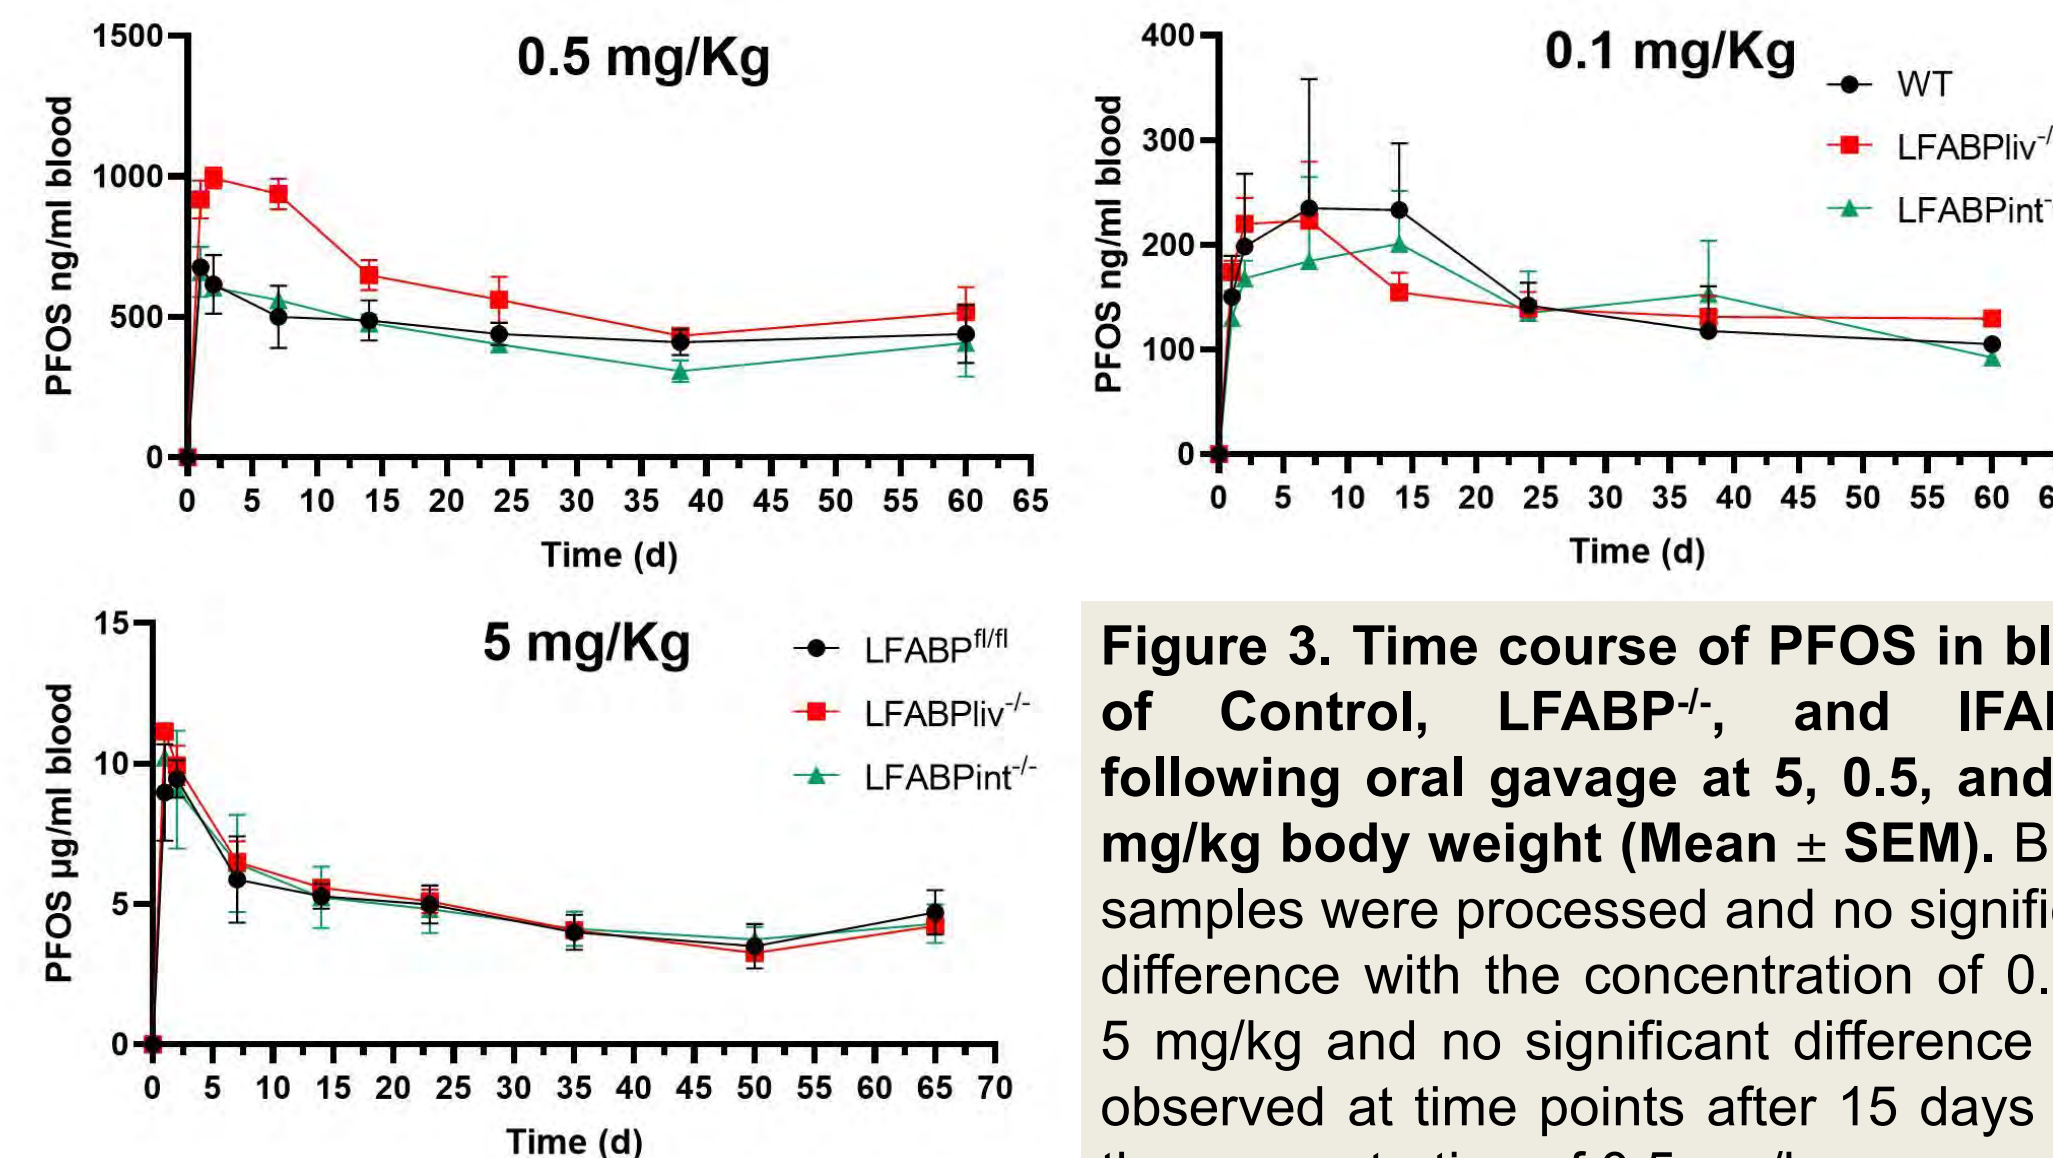 0.5 mg/Kg
1500
1000
500
0
PFOS ng/ml blood
0 5 10 15 20 25 30 35 40 45 50 55 60 65
Time (d)
0.1 mg/Kg
400
300
200
100
0
PFOS ng/ml blood
WT
LFABPliv-/
LFABPint-
0 5 10 15 20 25 30 35 40 45 50 55 60 6
Time (d)
5 mg/Kg
15
10
5
0
PFOS µg/ml blood
LFABPfl/fl
LFABPliv-/-
LFABPint-/-
0 5 10 15 20 25 30 35 40 45 50 55 60 65 70
Time (d)
Figure 3. Time course of PFOS in bl
of Control, LFABP-/-, and IFA
following oral gavage at 5, 0.5, and
mg/kg body weight (Mean ± SEM). B
samples were processed and no signifi
difference with the concentration of 0.
5 mg/kg and no significant difference
observed at time points after 15 days